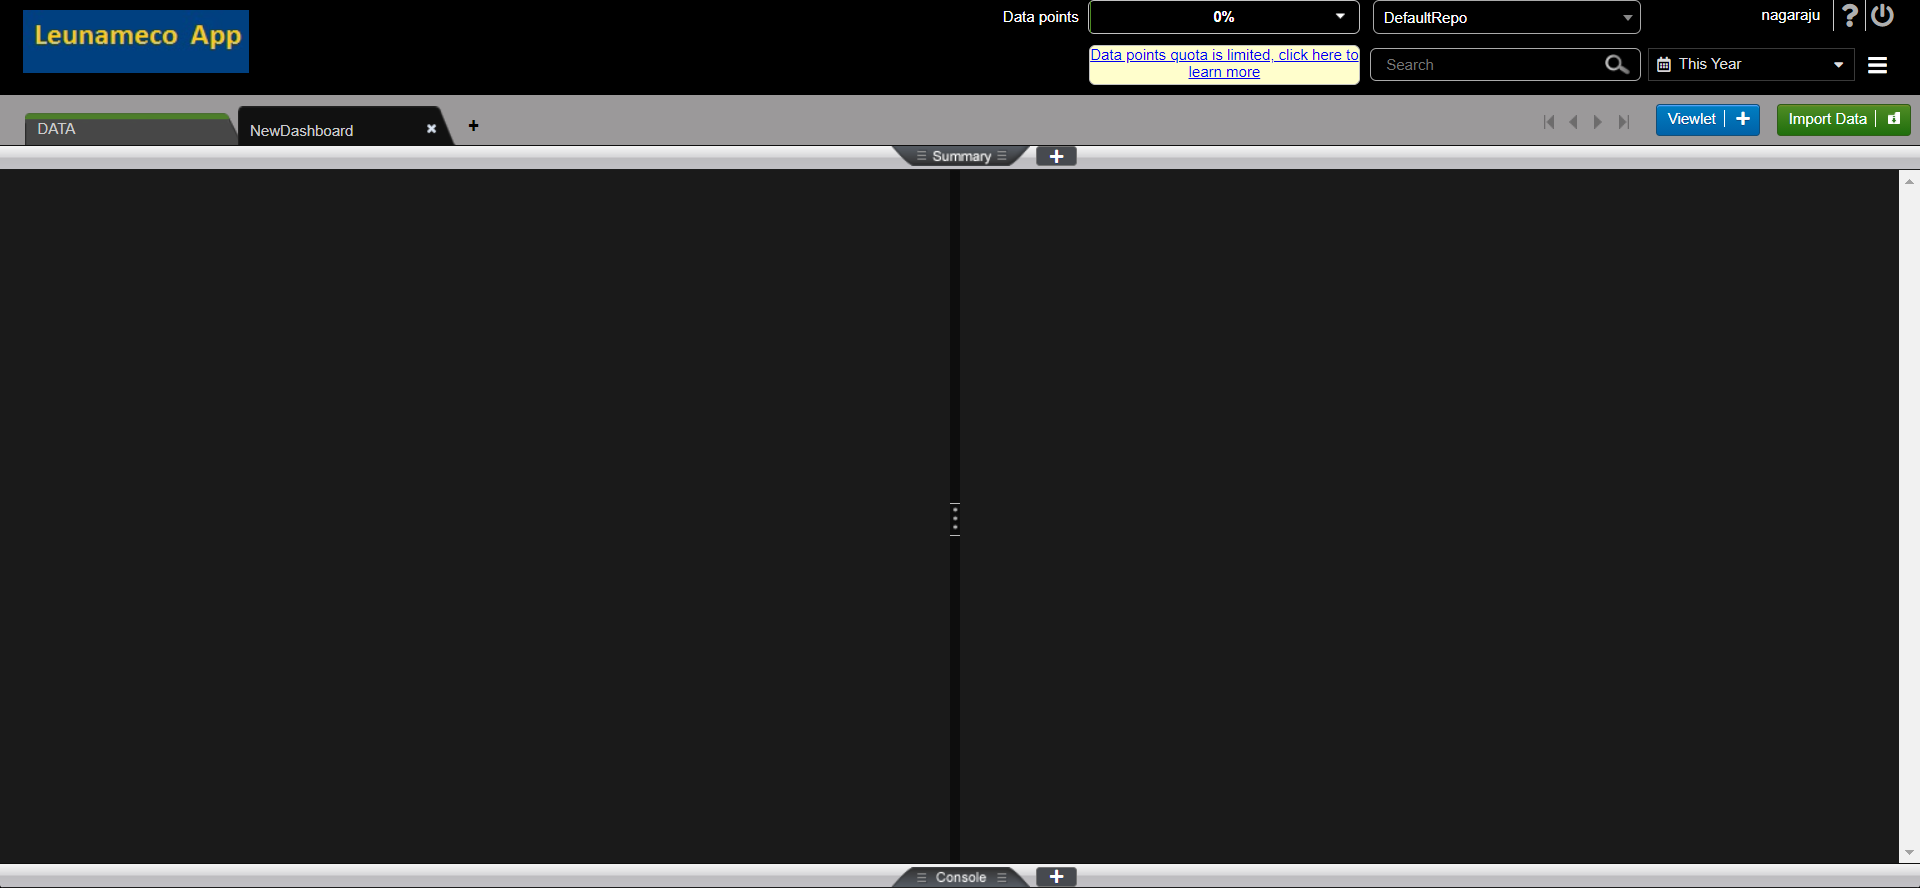 Leunameco App
Data points
0%
DefaultRepo
nagaraju
?
Data points quota is limited, click here to
learn more
Search
This Year
DATA
NewDashboard
Viewlet
Import Data
Summary
Console